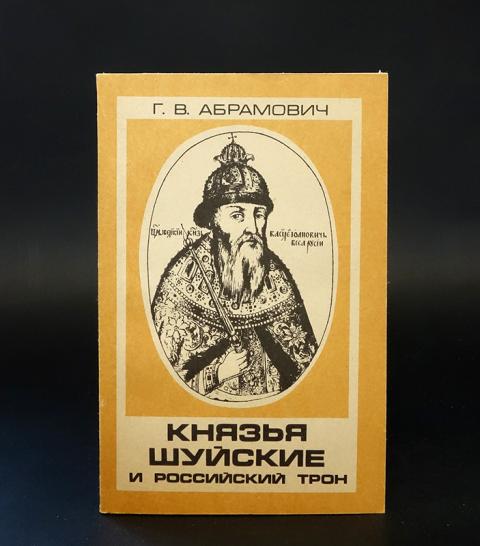 Г. В. АБРАМОВИЧ
КНЯЗЬЯ
ШУЙСКИЕ
И РОССИЙСКИЙ ТРОН